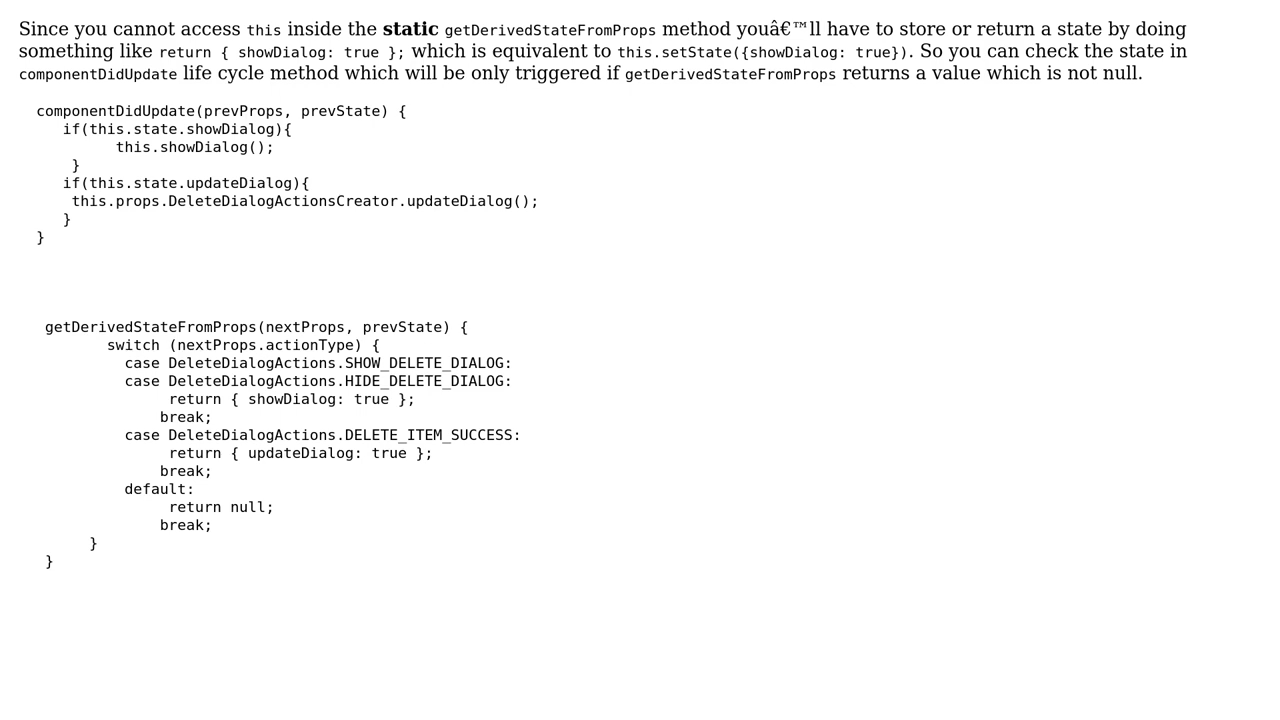 Since you cannot access this inside the static getDerivedStateFromProps method youâ€™ll have to store or return a state by doing
something like return { showDialog: true }; which is equivalent to this.setState({showDialog: true}). So you can check the state in
componentDidUpdate life cycle method which will be only triggered if getDerivedStateFromProps returns a value which is not null.
componentDidUpdate(prevProps, prevState) {
   if(this.state.showDialog){
         this.showDialog();
    }
   if(this.state.updateDialog){
    this.props.DeleteDialogActionsCreator.updateDialog();
   }
}
 getDerivedStateFromProps(nextProps, prevState) {
        switch (nextProps.actionType) {
          case DeleteDialogActions.SHOW_DELETE_DIALOG:
          case DeleteDialogActions.HIDE_DELETE_DIALOG:
               return { showDialog: true };
              break;
          case DeleteDialogActions.DELETE_ITEM_SUCCESS:
               return { updateDialog: true };
              break;
          default:
               return null;
              break;
      }
 }